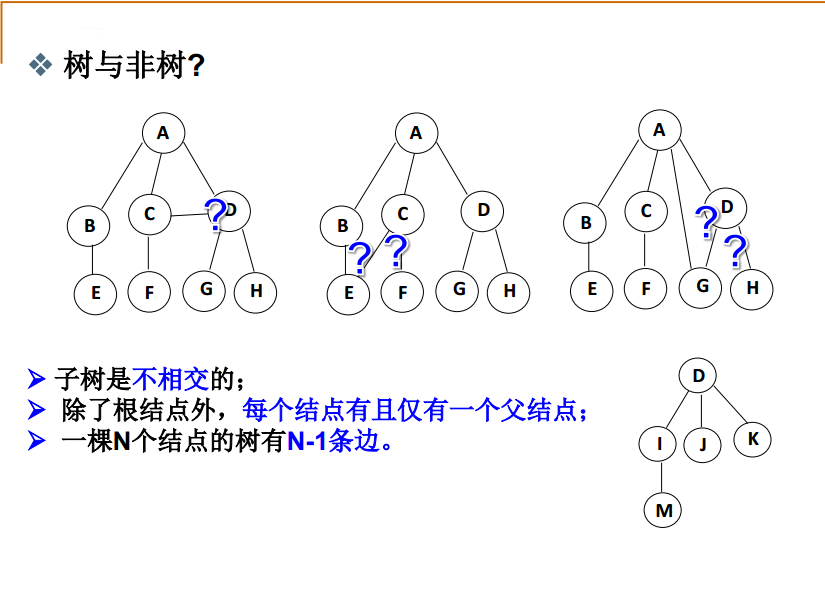 树与非树?
A A A
B C ? D B C D B C ? D
? ? ?
E F G H E F G H E F G H
子树是不相交的;
除了根结点外，每个结点有且仅有一个父结点;
一棵N个结点的树有N-1条边。
D
I J K
M